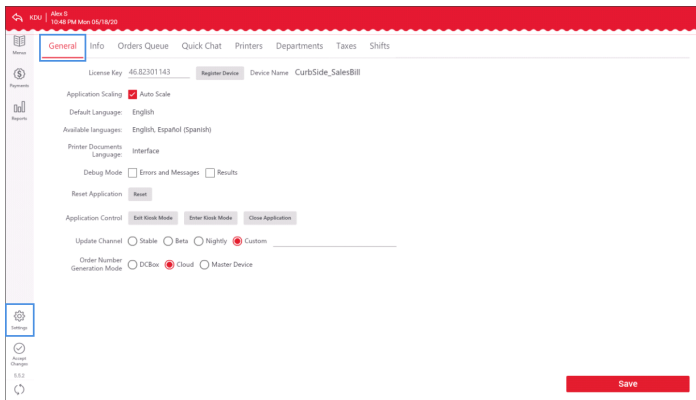 KDU
Alex S
10:48 PM Mon 05/18/20
Menus
Payments
Reports
Settings
Accept
Changes
5.5.2
General Info Orders Queue Quick Chat Printers Departments Taxes Shifts
License Key 46.82301143 Register Device Device Name CurbSide_SalesBill
Application Scaling Auto Scale
Default Language: English
Available languages: English, Español (Spanish)
Printer Documents
Language: Interface
Debug Mode Errors and Messages Results
Reset Application Reset
Application Control Exit Kiosk Mode Enter Kiosk Mode Close Application
Update Channel Stable Beta Nightly Custom
Order Number
Generation Mode DCBox Cloud Master Device
Save